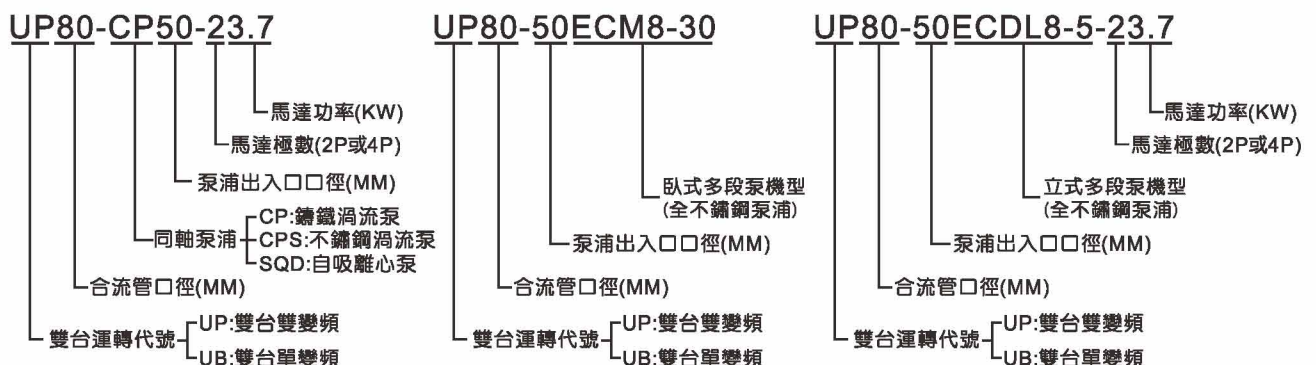 UP80-CP50-23.7
馬達功率(KW)
馬達極數(2P或4P)
泵浦出入口口徑(MM)
同軸泵浦
CP:鑄鐵渦流泵
CPS:不鏽鋼渦流泵
SQD:自吸離心泵
合流管口徑(MM)
雙台運轉代號
UP:雙台雙變頻
UB:雙台單變頻
UP80-50ECM8-30
臥式多段泵機型
(全不鏽鋼泵浦)
泵浦出入口口徑(MM)
合流管口徑(MM)
雙台運轉代號
UP:雙台雙變頻
UB:雙台單變頻
UP80-50ECDL8-5-23.7
馬達功率(KW)
馬達極數(2P或4P)
立式多段泵機型
(全不鏽鋼泵浦)
泵浦出入口口徑(MM)
合流管口徑(MM)
雙台運轉代號
UP:雙台雙變頻
UB:雙台單變頻